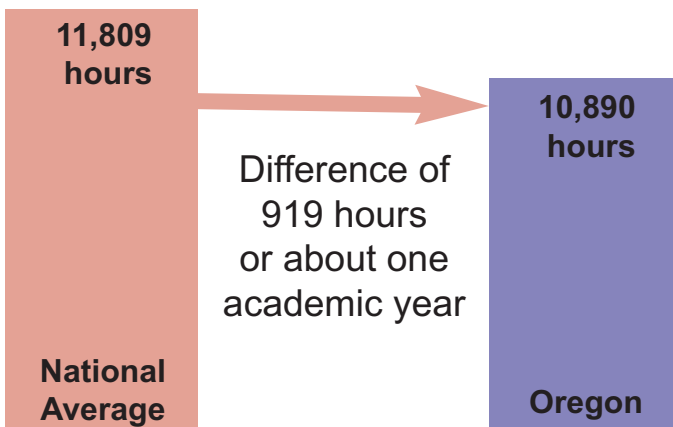 11,809
hours
National
Average
Difference of
919 hours
or about one
academic year
10,890
hours
Oregon